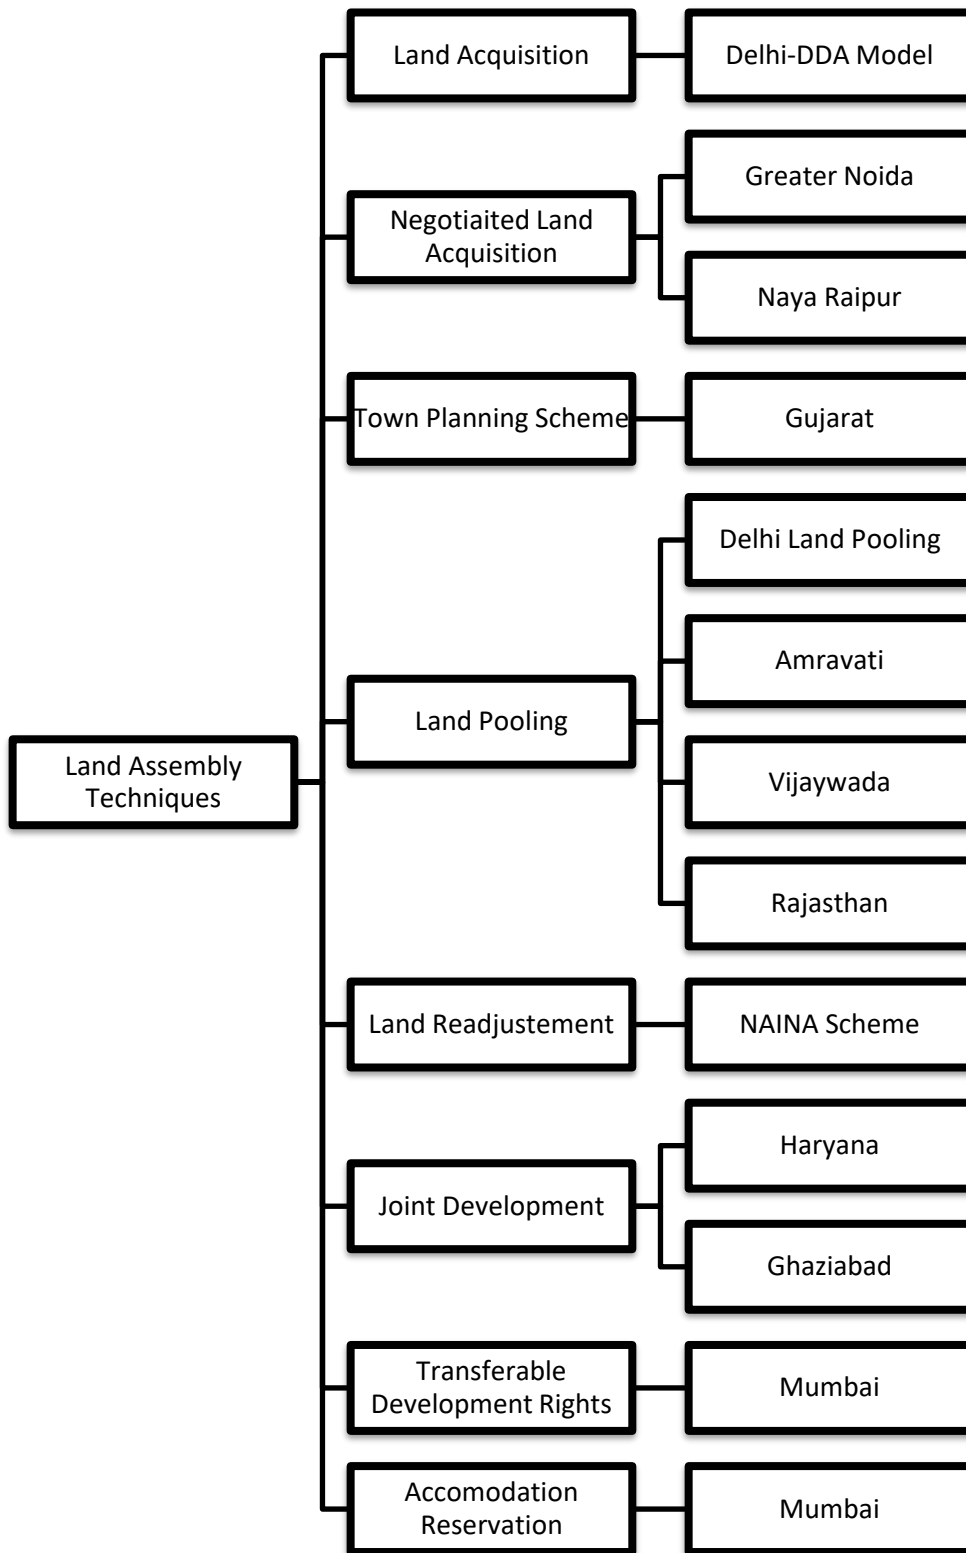 Land Assembly
Techniques
Land Acquisition
Delhi-DDA Model
Negotiaited Land
Acquisition
Greater Noida
Naya Raipur
Town Planning Scheme
Gujarat
Land Pooling
Delhi Land Pooling
Amravati
Vijaywada
Rajasthan
Land Readjustement
NAINA Scheme
Joint Development
Haryana
Ghaziabad
Transferable
Development Rights
Mumbai
Accomodation
Reservation
Mumbai